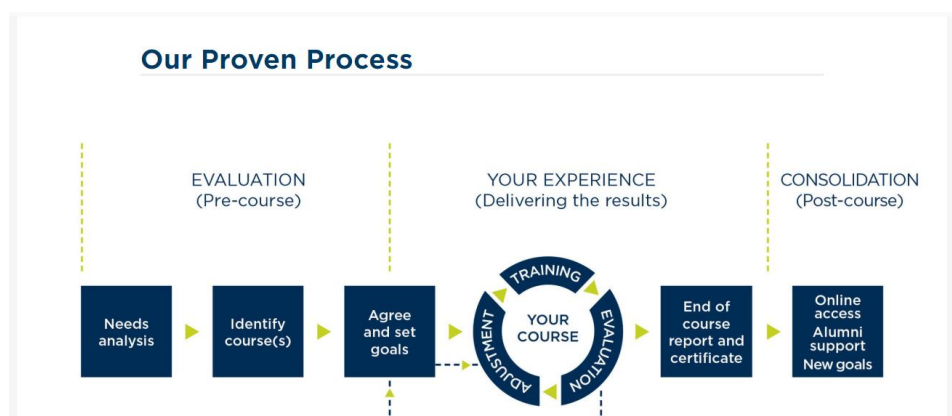 Our Proven Process
EVALUATION
(Pre-course)
YOUR EXPERIENCE
(Delivering the results)
CONSOLIDATION
(Post-course)
Needs
analysis
Identify
course(s)
Agree
and set
goals
TRAINING
EVALUATION
ADJUSTMENT
YOUR
COURSE
End of
course
report and
certificate
Online
access
Alumni
support
New goals